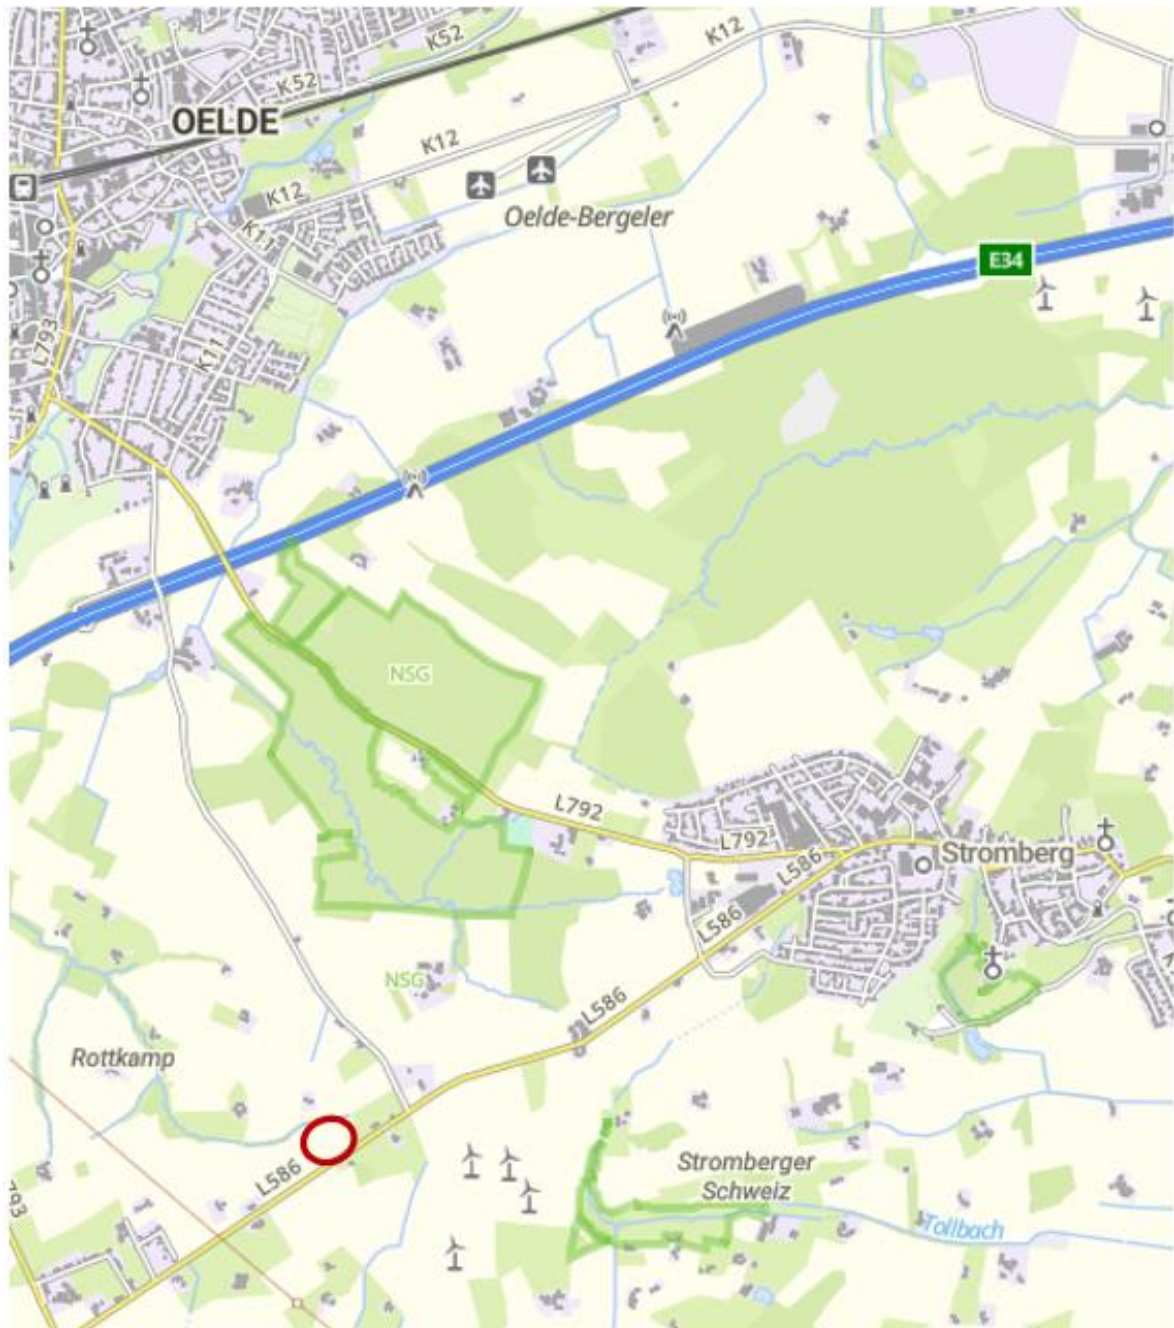 K52
K12
K52
OELDE
K12
K12
Oelde-Bergeler
K11
E34
L793
K11
NSG
L792
L792
L586
Stromberg
L586
NSG
L586
Rottkamp
L586
Stromberger
Schweiz
793
Tollbach